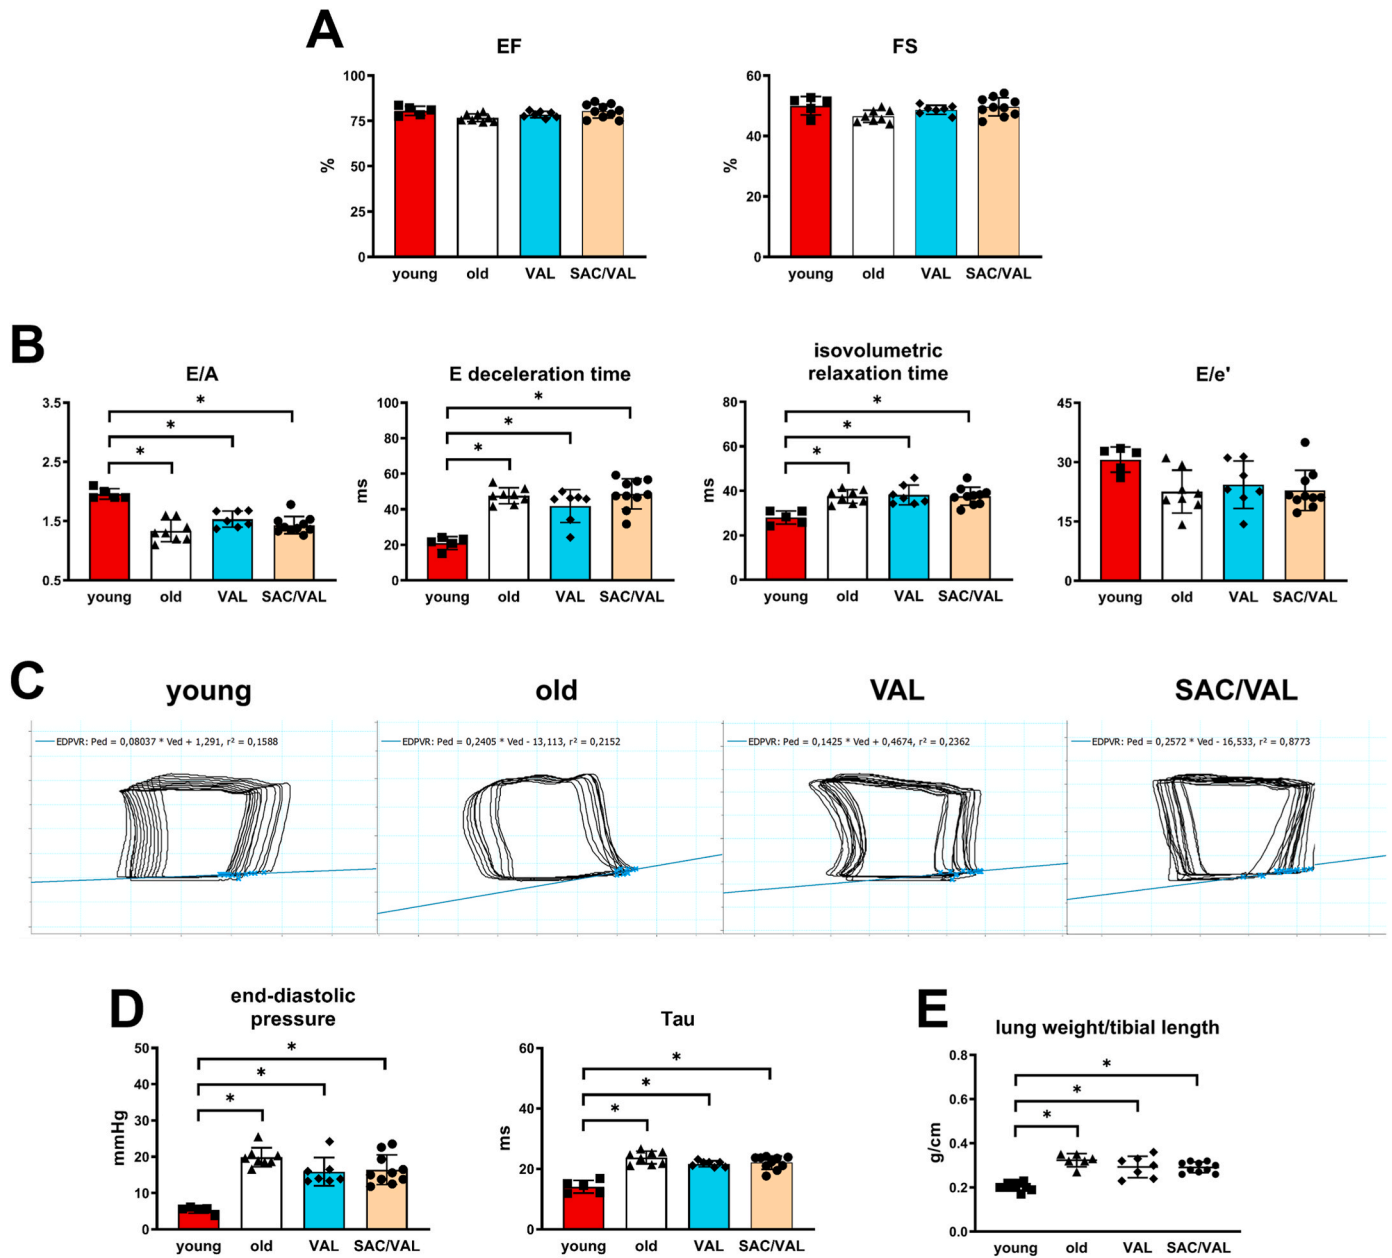 A
EF
FS
100
75
50
25
0
%
young old VAL SAC/VAL
60
40
20
0
%
young old VAL SAC/VAL
B
E/A
3.5
2.5
1.5
0.5
* * *
young old VAL SAC/VAL
E deceleration time
100
80
60
40
20
0
ms
* * *
young old VAL SAC/VAL
isovolumetric
relaxation time
80
60
40
20
0
ms
* * *
young old VAL SAC/VAL
E/e'
45
30
15
0
young old VAL SAC/VAL
C
young
old
VAL
SAC/VAL
EDPVR: Ped = 0,08037 * Ved + 1,291, r² = 0,1588
EDPVR: Ped = 0,2405 * Ved - 13,113, r² = 0,2152
EDPVR: Ped = 0,1425 * Ved + 0,4674, r² = 0,2362
EDPVR: Ped = 0,2572 * Ved - 16,533, r² = 0,8773
D
end-diastolic
pressure
50
40
30
20
10
0
mmHg
* * *
young old VAL SAC/VAL
Tau
60
40
20
0
ms
* * *
young old VAL SAC/VAL
E
lung weight/tibial length
0.8
0.6
0.4
0.2
0.0
g/cm
* * *
young old VAL SAC/VAL